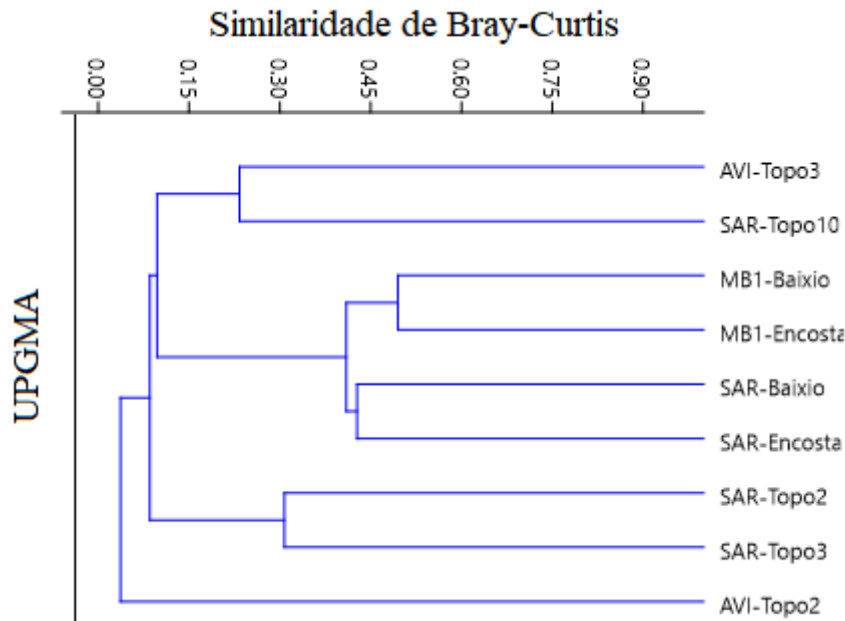 Similaridade de Bray-Curtis
0.00
0.15
0.30
0.45
0.60
0.75
0.90
UPGMA
AVI-Topo3
SAR-Topo10
MB1-Baixio
MB1-Encosta
SAR-Baixio
SAR-Encosta
SAR-Topo2
SAR-Topo3
AVI-Topo2